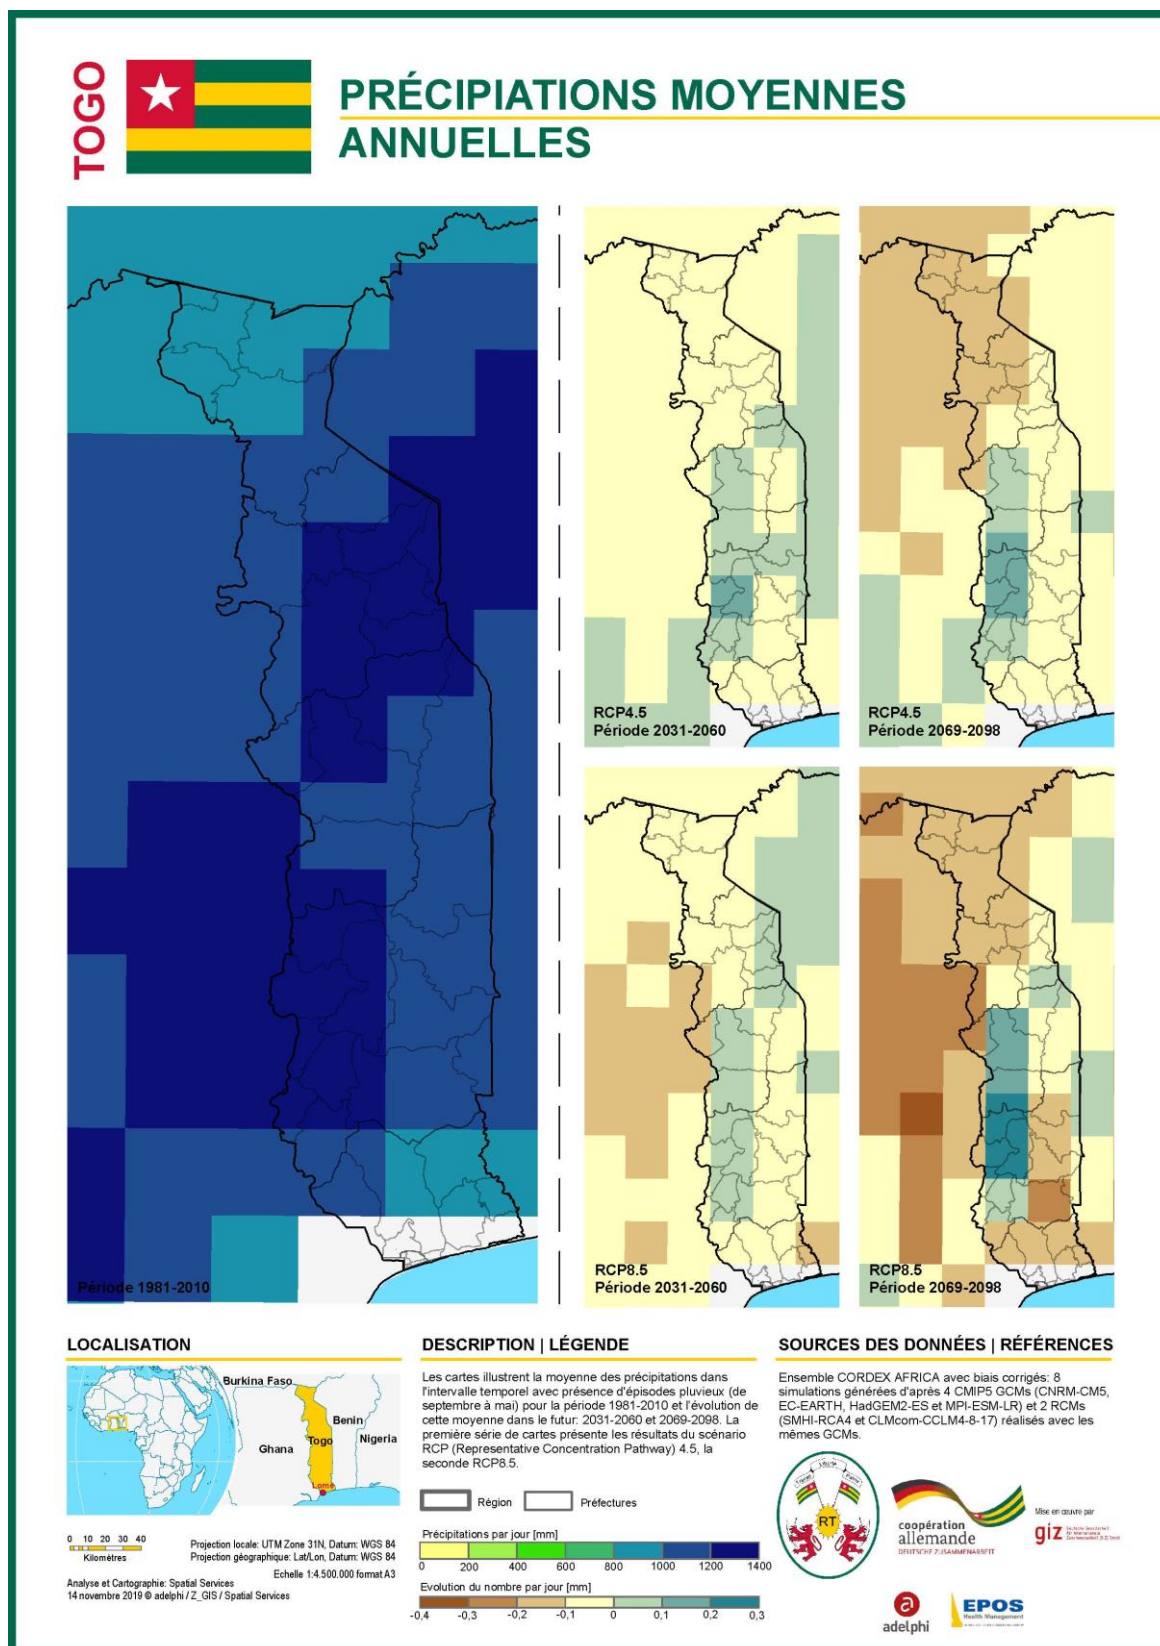 TOGO
PRÉCIPIATIONS MOYENNES
ANNUELLES
Période 1981-2010
RCP4.5
Période 2031-2060
RCP4.5
Période 2069-2098
RCP8.5
Période 2031-2060
RCP8.5
Période 2069-2098
LOCALISATION
Burkina Faso
Benin
Ghana
Togo
Nigeria
Lomé
0 10 20 30 40
Kilomètres
Projection locale: UTM Zone 31N, Datum: WGS 84
Projection géographique: Lat/Lon, Datum: WGS 84
Echelle 1:4.500.000 format A3
Analyse et Cartographie: Spatial Services
14 novembre 2019 © adelphi / Z_GIS / Spatial Services
DESCRIPTION | LÉGENDE
Les cartes illustrent la moyenne des précipitations dans
l'intervalle temporel avec présence d'épisodes pluvieux (de
septembre à mai) pour la période 1981-2010 et l'évolution de
cette moyenne dans le futur: 2031-2060 et 2069-2098. La
première série de cartes présente les résultats du scénario
RCP (Representative Concentration Pathway) 4.5, la
seconde RCP8.5.
Région
Préfectures
Précipitations par jour [mm]
0 200 400 600 800 1000 1200 1400
Evolution du nombre par jour [mm]
-0,4 -0,3 -0,2 -0,1 0 0,1 0,2 0,3
SOURCES DES DONNÉES | RÉFÉRENCES
Ensemble CORDEX AFRICA avec biais corrigés: 8
simulations générées d'après 4 CMIP5 GCMs (CNRM-CM5,
EC-EARTH, HadGEM2-ES et MPI-ESM-LR) et 2 RCMs
(SMHI-RCA4 et CLMcom-CCLM4-8-17) réalisés avec les
mêmes GCMs.
Travail Liberté Patrie
RT
coopération
allemande
DEUTSCHE ZUSAMMENARBEIT
Mise en œuvre par
giz
adelphi
EPOS
Health Management